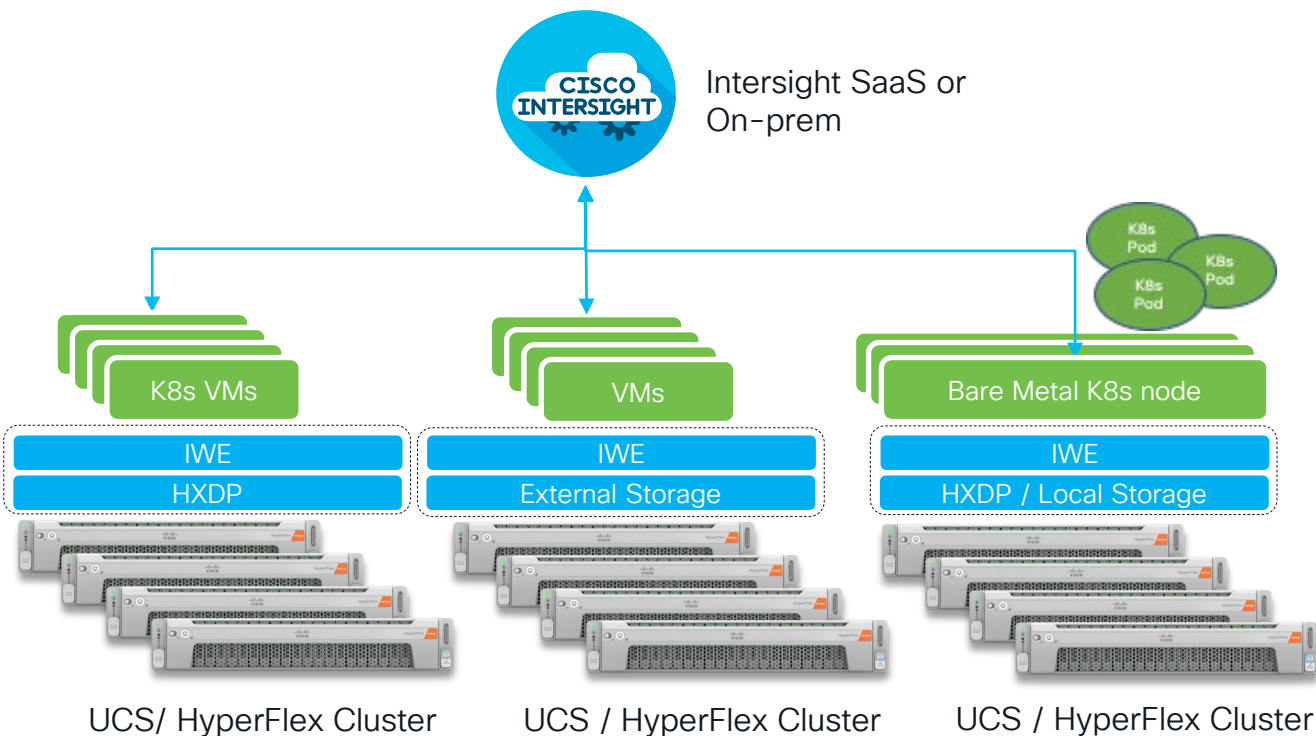 CISCO
INTERSIGHT
Intersight SaaS or
On-prem
K8s
Pod
K8s
Pod
K8s
Pod
K8s VMs
VMs
Bare Metal K8s node
IWE
HXDP
IWE
External Storage
IWE
HXDP / Local Storage
UCS/ HyperFlex Cluster
UCS / HyperFlex Cluster
UCS / HyperFlex Cluster